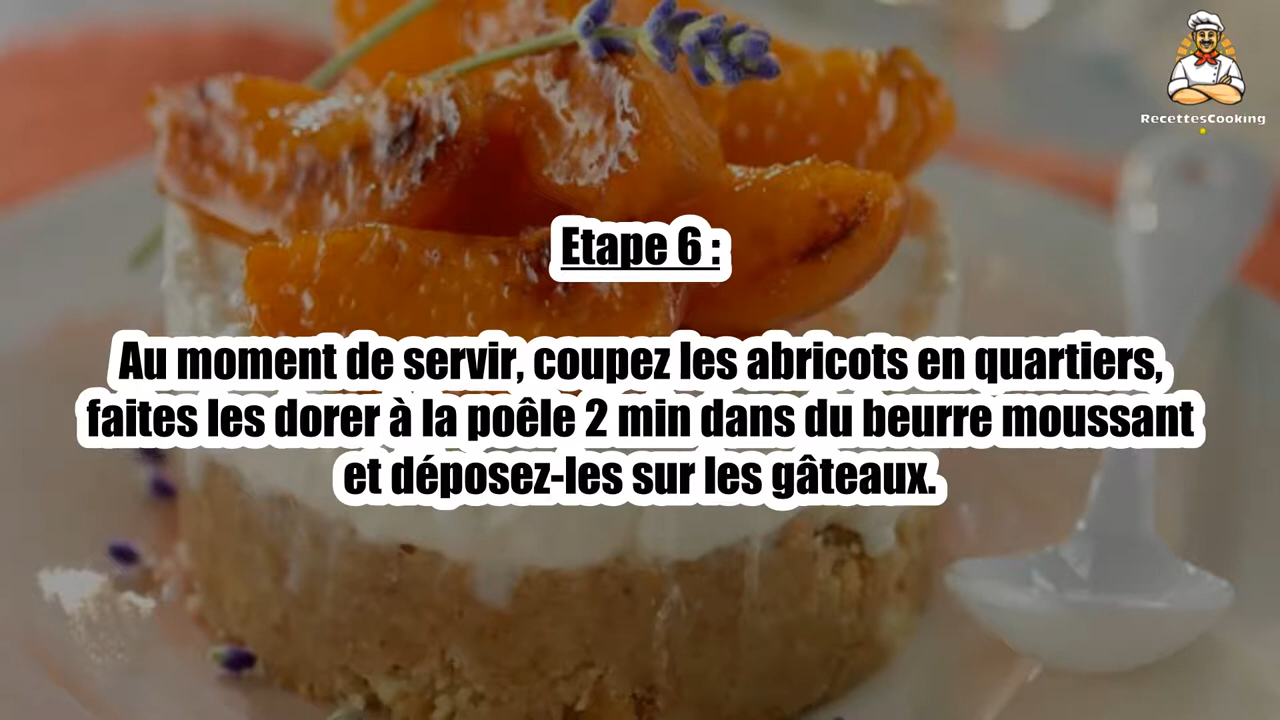 RecettesCooking
Etape 6 :
Au moment de servir, coupez les abricots en quartiers,
faites les dorer à la poêle 2 min dans du beurre moussant
et déposez-les sur les gâteaux.